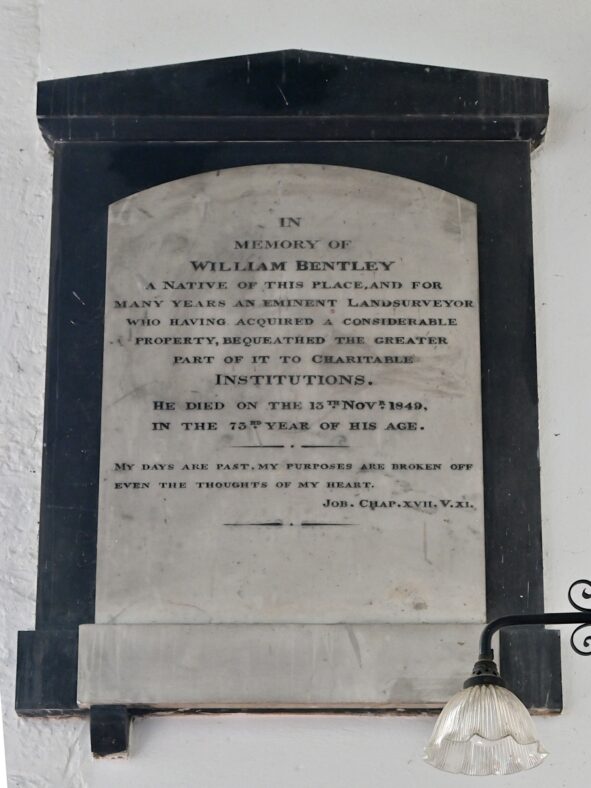 IN
MEMORY OF
WILLIAM BENTLEY
A NATIVE OF THIS PLACE, AND FOR
MANY YEARS AN EMINENT LANDSURVEYOR
WHO HAVING ACQUIRED A CONSIDERABLE
PROPERTY, BEQUEATHED THE GREATER
PART OF IT TO CHARITABLE
INSTITUTIONS.
HE DIED ON THE 13TH NOVR 1849,
IN THE 73RD YEAR OF HIS AGE.
MY DAYS ARE PAST, MY PURPOSES ARE BROKEN OFF
EVEN THE THOUGHTS OF MY HEART.
JOB. CHAP. XVII. V. XI.